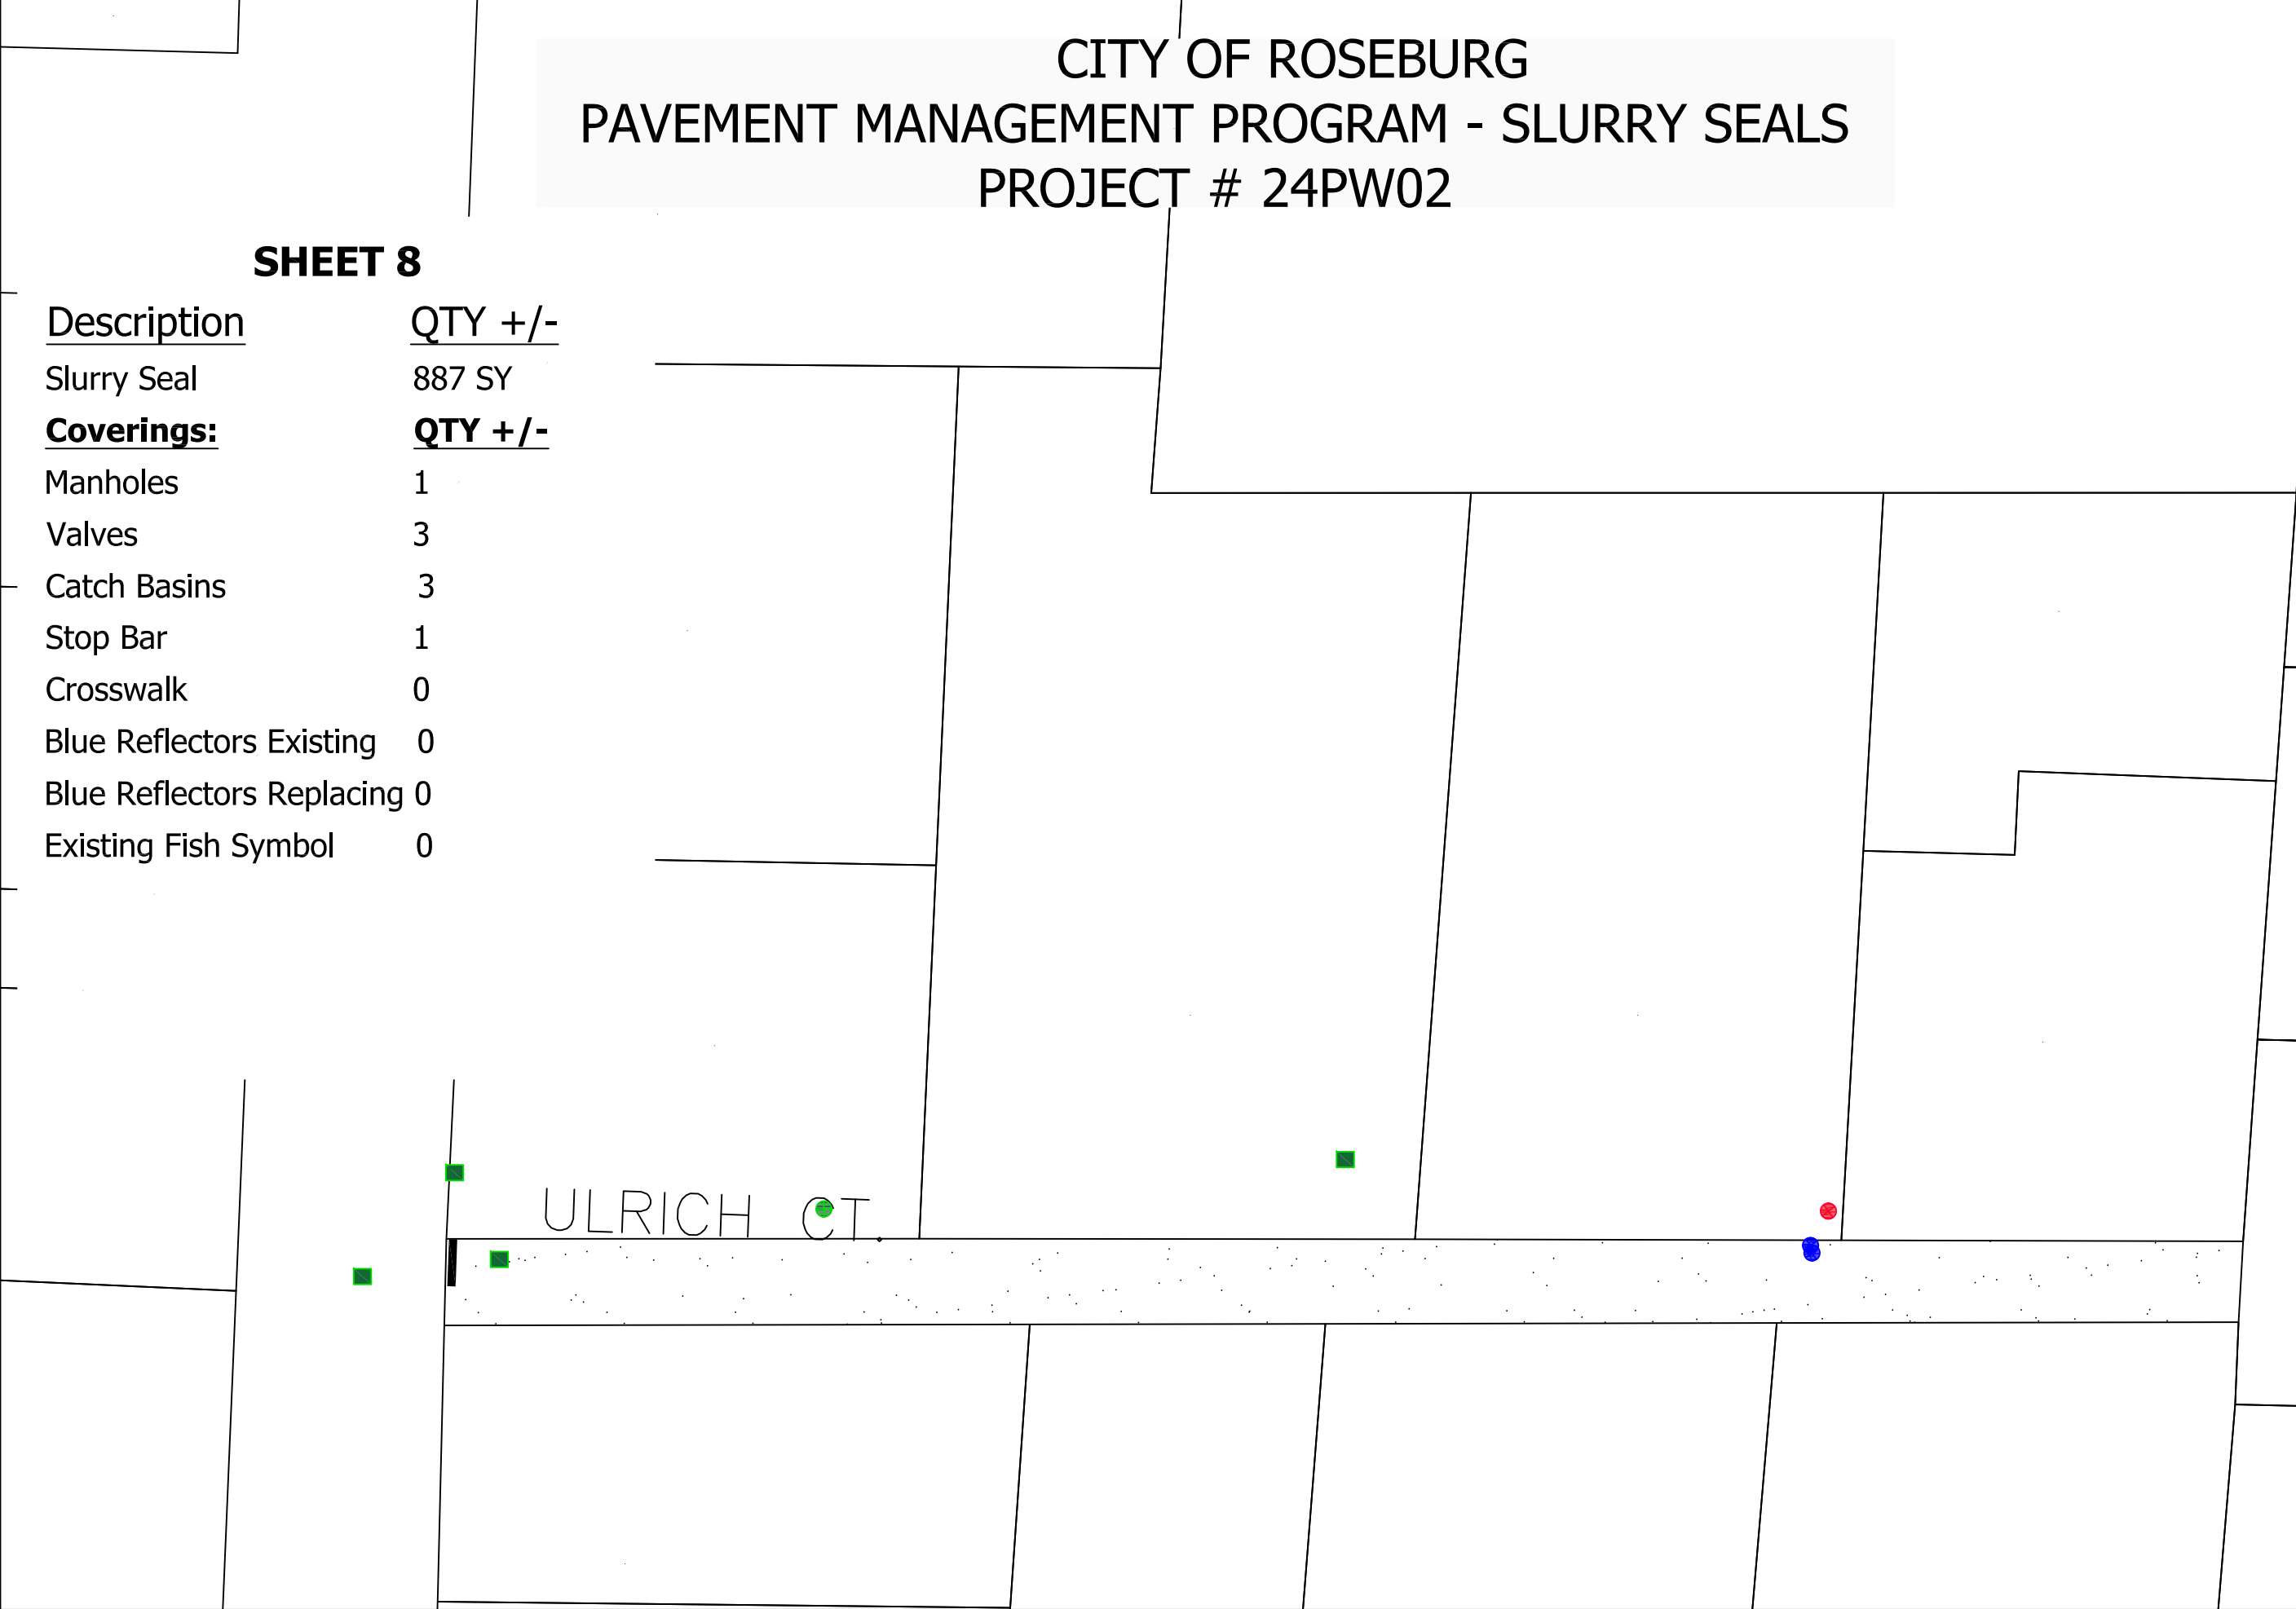 CITY OF ROSEBURG
PAVEMENT MANAGEMENT PROGRAM - SLURRY SEALS
PROJECT # 24PW02
SHEET 8
Description QTY +/-
Slurry Seal 887 SY
Coverings: QTY +/-
Manholes 1
Valves 3
Catch Basins 3
Stop Bar 1
Crosswalk 0
Blue Reflectors Existing 0
Blue Reflectors Replacing 0
Existing Fish Symbol 0
ULRICH CT.